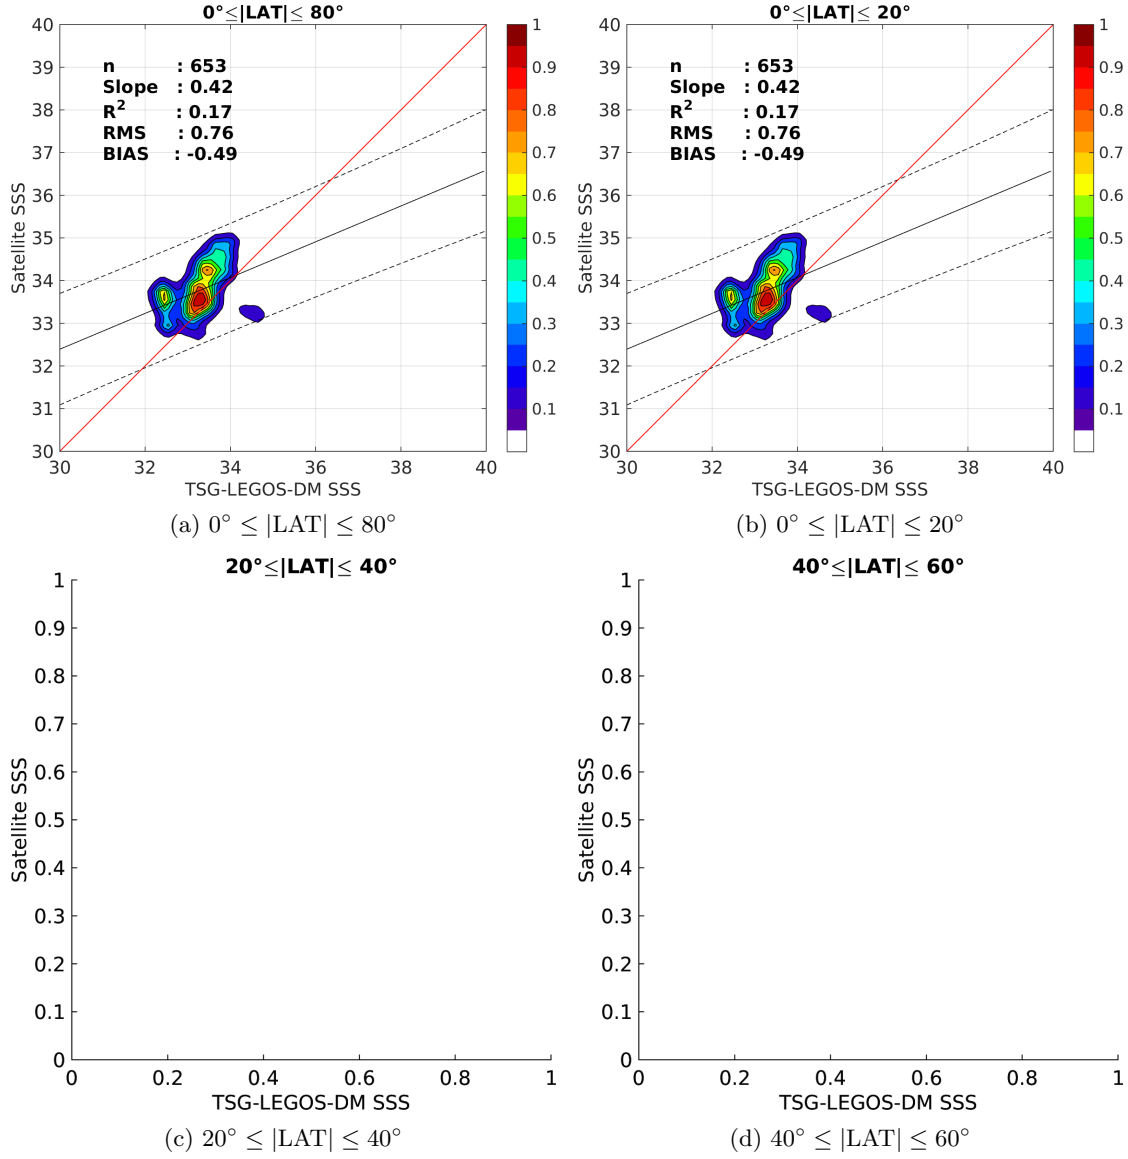 0°≤|LAT|≤ 80°
n : 653
Slope : 0.42
R² : 0.17
RMS : 0.76
BIAS : -0.49
40
39
38
37
36
35
34
33
32
31
30
30 32 34 36 38 40
Satellite SSS
TSG-LEGOS-DM SSS
1
0.9
0.8
0.7
0.6
0.5
0.4
0.3
0.2
0.1
(a) 0° ≤ |LAT| ≤ 80°
0°≤|LAT|≤ 20°
n : 653
Slope : 0.42
R² : 0.17
RMS : 0.76
BIAS : -0.49
40
39
38
37
36
35
34
33
32
31
30
30 32 34 36 38 40
Satellite SSS
TSG-LEGOS-DM SSS
1
0.9
0.8
0.7
0.6
0.5
0.4
0.3
0.2
0.1
(b) 0° ≤ |LAT| ≤ 20°
20°≤|LAT|≤ 40°
1
0.9
0.8
0.7
0.6
0.5
0.4
0.3
0.2
0.1
0
0 0.2 0.4 0.6 0.8 1
Satellite SSS
TSG-LEGOS-DM SSS
(c) 20° ≤ |LAT| ≤ 40°
40°≤|LAT|≤ 60°
1
0.9
0.8
0.7
0.6
0.5
0.4
0.3
0.2
0.1
0
0 0.2 0.4 0.6 0.8 1
Satellite SSS
TSG-LEGOS-DM SSS
(d) 40° ≤ |LAT| ≤ 60°